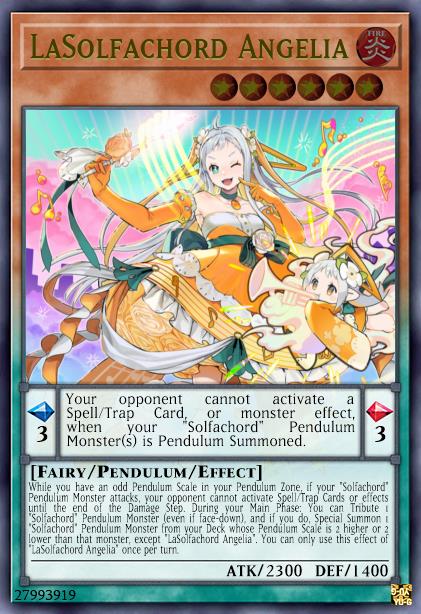 LaSolfachord Angelia
FIRE
炎
Your opponent cannot activate a
Spell/Trap Card, or monster effect,
when your "Solfachord" Pendulum
Monster(s) is Pendulum Summoned.
3
3
[Fairy/Pendulum/Effect]
While you have an odd Pendulum Scale in your Pendulum Zone, if your "Solfachord"
Pendulum Monster attacks, your opponent cannot activate Spell/Trap Cards or effects
until the end of the Damage Step. During your Main Phase: You can Tribute 1
"Solfachord" Pendulum Monster (even if face-down), and if you do, Special Summon 1
"Solfachord" Pendulum Monster from your Deck whose Pendulum Scale is 2 higher or 2
lower than that monster, except "LaSolfachord Angelia". You can only use this effect of
"LaSolfachord Angelia" once per turn.
ATK/2300 DEF/1400
27993919